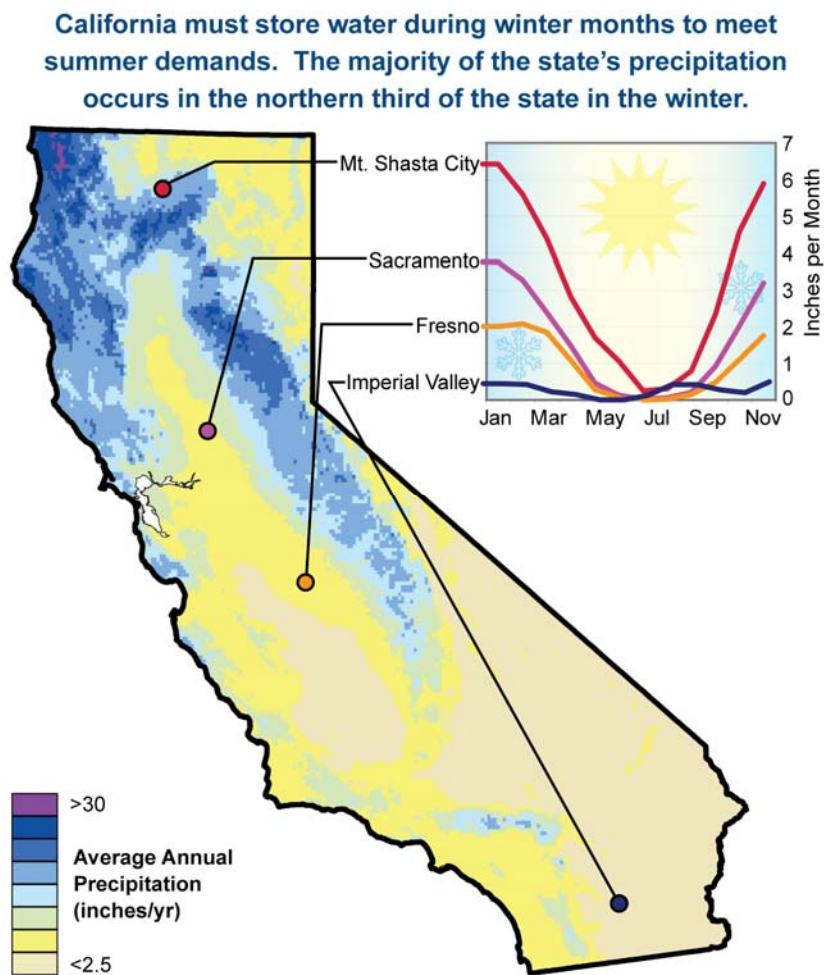 California must store water during winter months to meet
summer demands.  The majority of the state’s precipitation
occurs in the northern third of the state in the winter.
Mt. Shasta City
Sacramento
Fresno
Imperial Valley
7
6
5
4
3
2
1
0
Inches per Month
Jan Mar May Jul Sep Nov
>30
Average Annual
Precipitation
(inches/yr)
<2.5